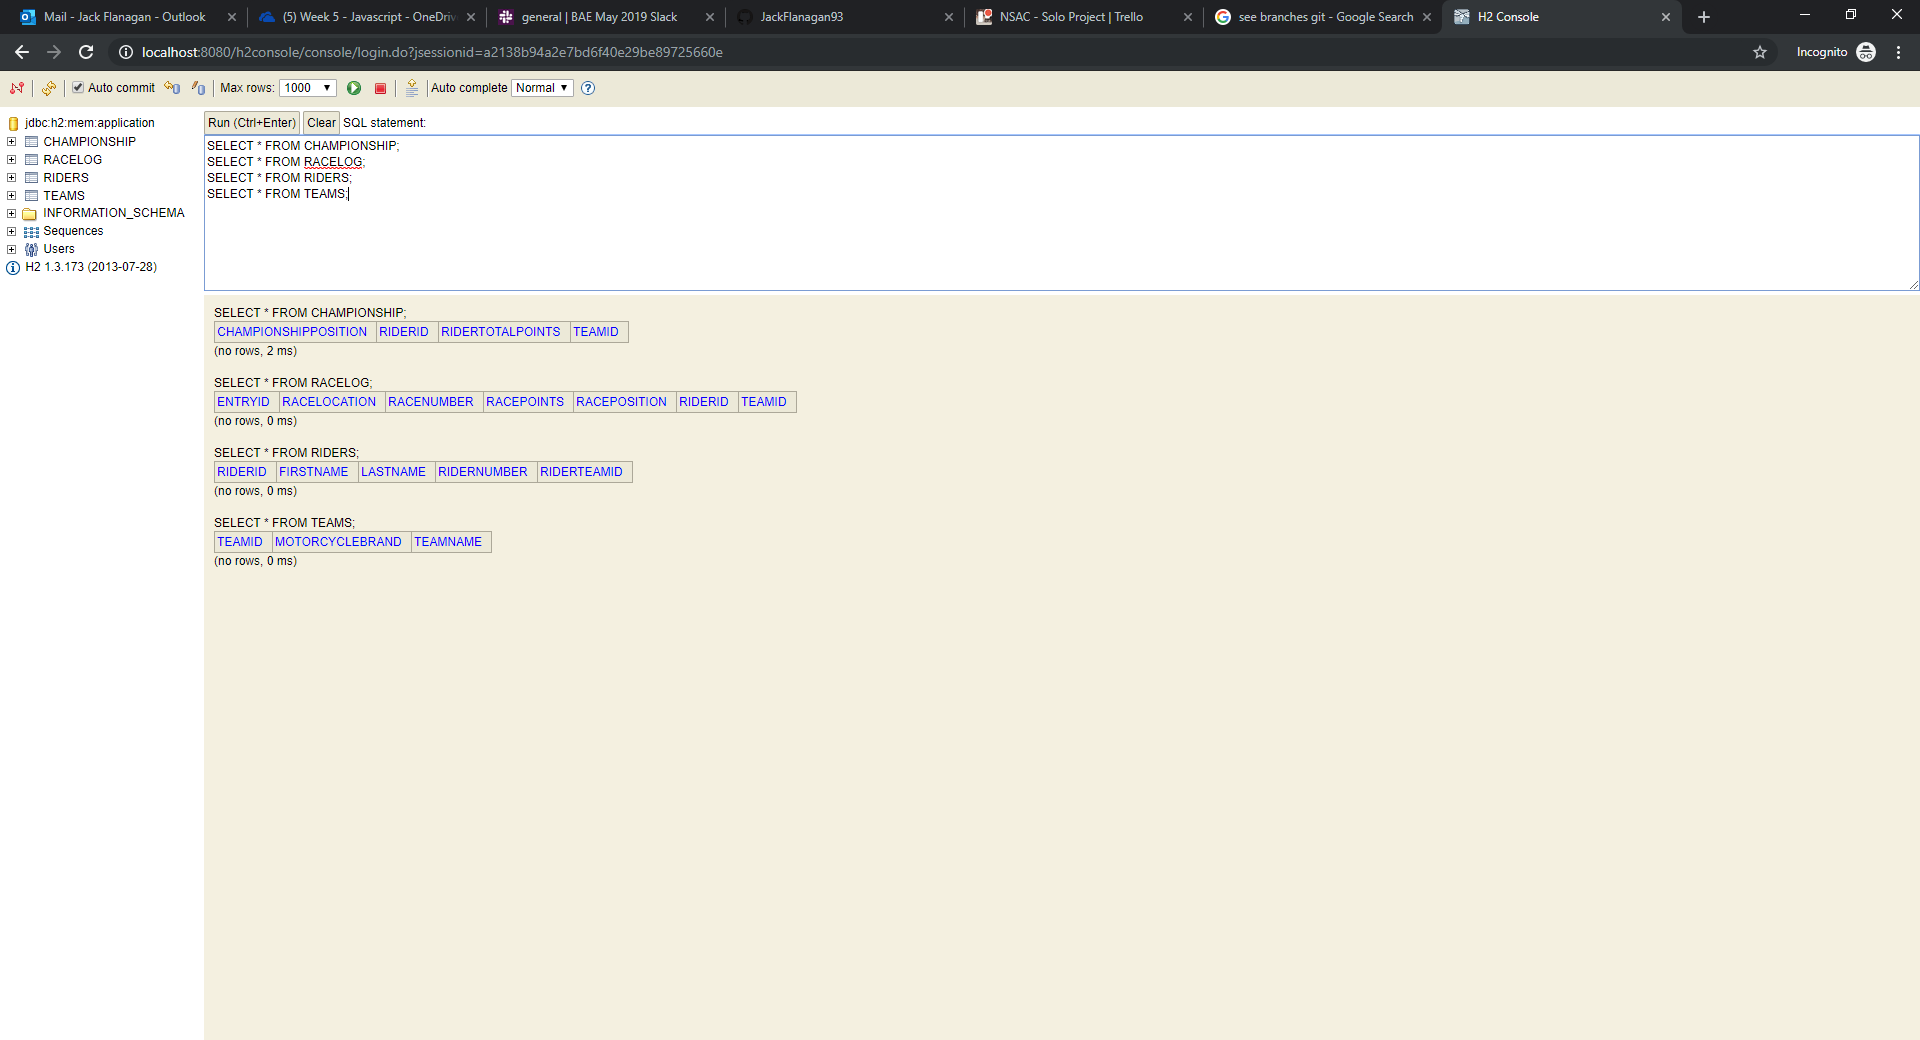 Mail - Jack Flanagan - Outlook
(5) Week 5 - Javascript - OneDriv
general | BAE May 2019 Slack
JackFlanagan93
NSAC - Solo Project | Trello
see branches git - Google Search
H2 Console
localhost:8080/h2console/console/login.do?jsessionid=a2138b94a2e7bd6f40e29be89725660e
Incognito
Auto commit
Max rows: 1000
Auto complete Normal
jdbc:h2:mem:application
CHAMPIONSHIP
RACELOG
RIDERS
TEAMS
INFORMATION_SCHEMA
Sequences
Users
H2 1.3.173 (2013-07-28)
Run (Ctrl+Enter) Clear SQL statement:
SELECT * FROM CHAMPIONSHIP;
SELECT * FROM RACELOG;
SELECT * FROM RIDERS;
SELECT * FROM TEAMS;
SELECT * FROM CHAMPIONSHIP;
CHAMPIONSHIPPOSITION RIDERID RIDERTOTALPOINTS TEAMID
(no rows, 2 ms)
SELECT * FROM RACELOG;
ENTRYID RACELOCATION RACENUMBER RACEPOINTS RACEPOSITION RIDERID TEAMID
(no rows, 0 ms)
SELECT * FROM RIDERS;
RIDERID FIRSTNAME LASTNAME RIDERNUMBER RIDERTEAMID
(no rows, 0 ms)
SELECT * FROM TEAMS;
TEAMID MOTORCYCLEBRAND TEAMNAME
(no rows, 0 ms)